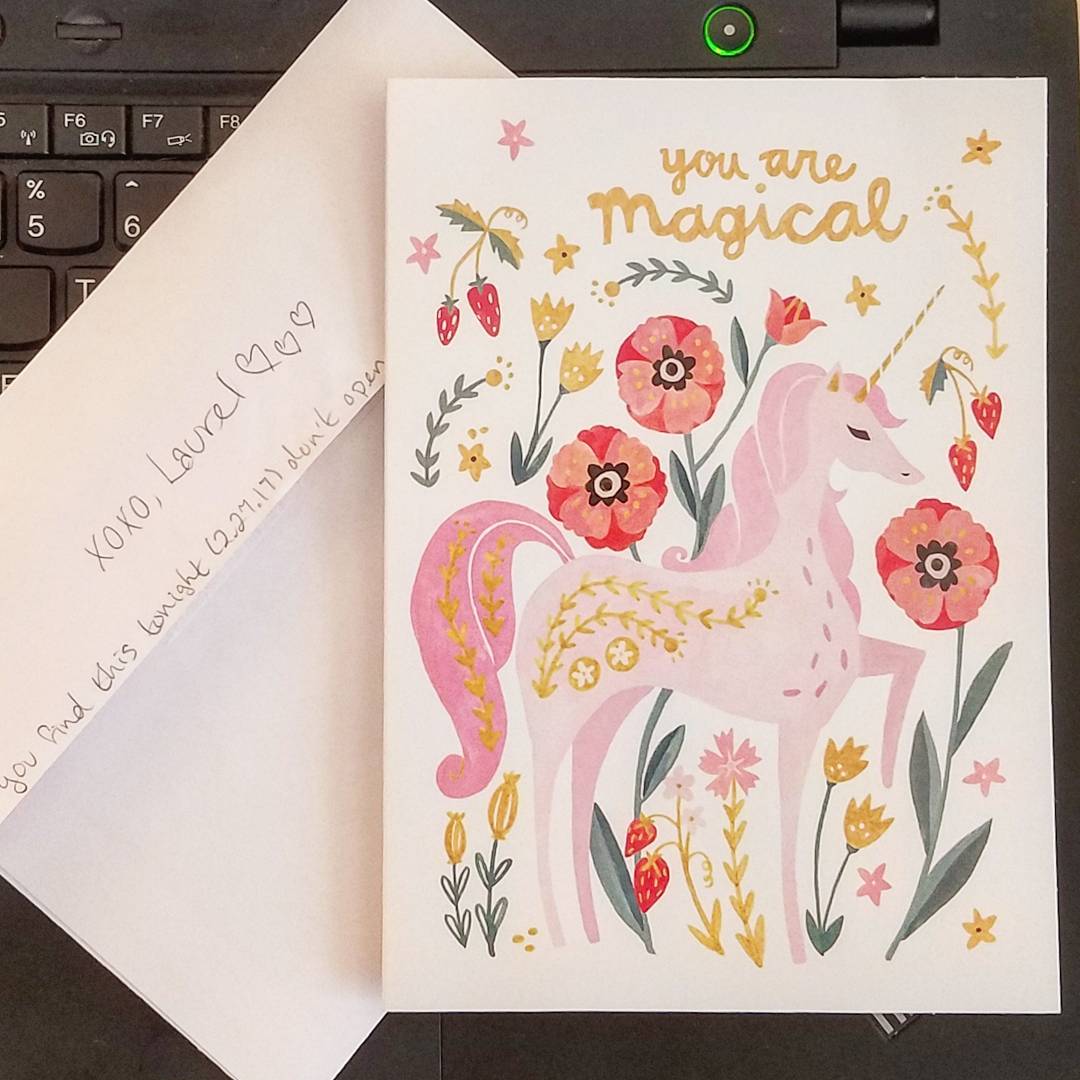 F6
F7
F8
%
5
^
6
T
you are
magical
xoxo, Laurel
you find this tonight (2.27.17) don't open